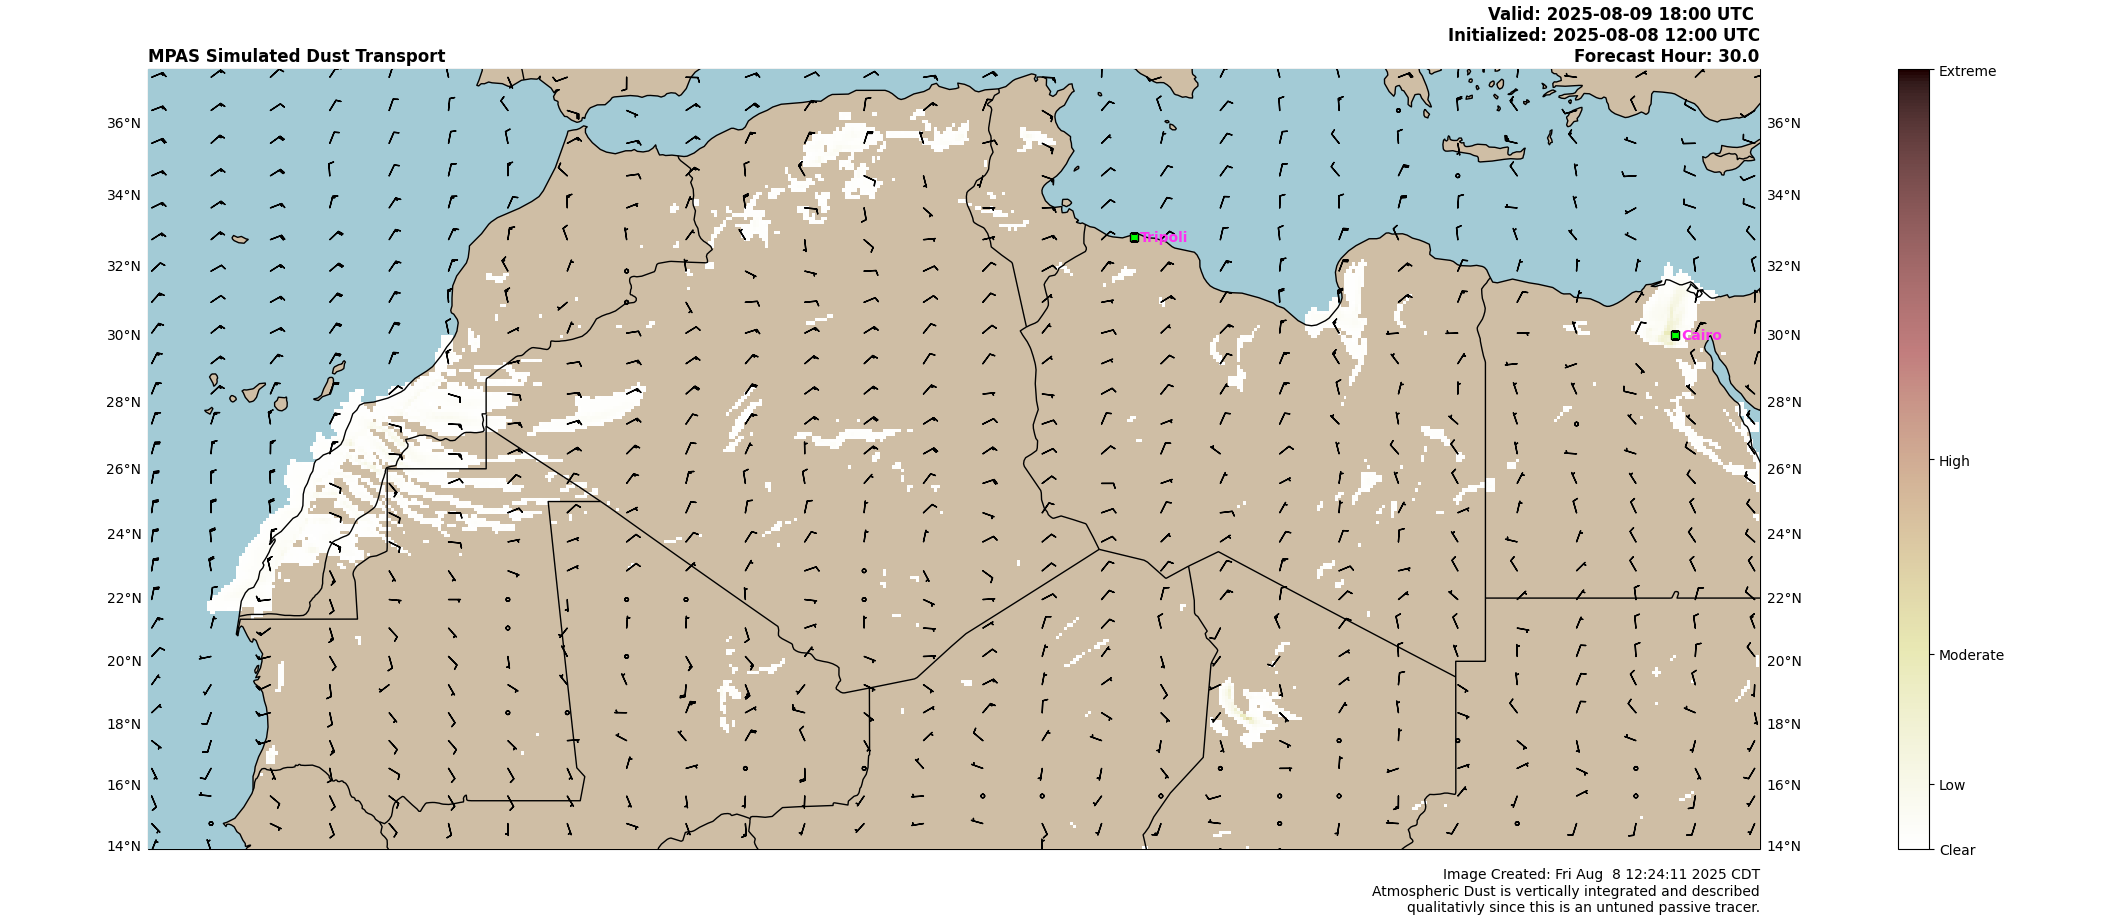 Valid: 2025-08-09 18:00 UTC
Initialized: 2025-08-08 12:00 UTC
MPAS Simulated Dust Transport
Forecast Hour: 30.0
Extreme
36°N
36°N
34°N
34°N
Tripoli
32°N
32°N
30°N
Cairo
30°N
28°N
28°N
26°N
26°N
High
24°N
24°N
22°N
22°N
20°N
20°N
Moderate
18°N
18°N
16°N
16°N
Low
14°N
14°N
Clear
Image Created: Fri Aug  8 12:24:11 2025 CDT
Atmospheric Dust is vertically integrated and described
qualitativly since this is an untuned passive tracer.